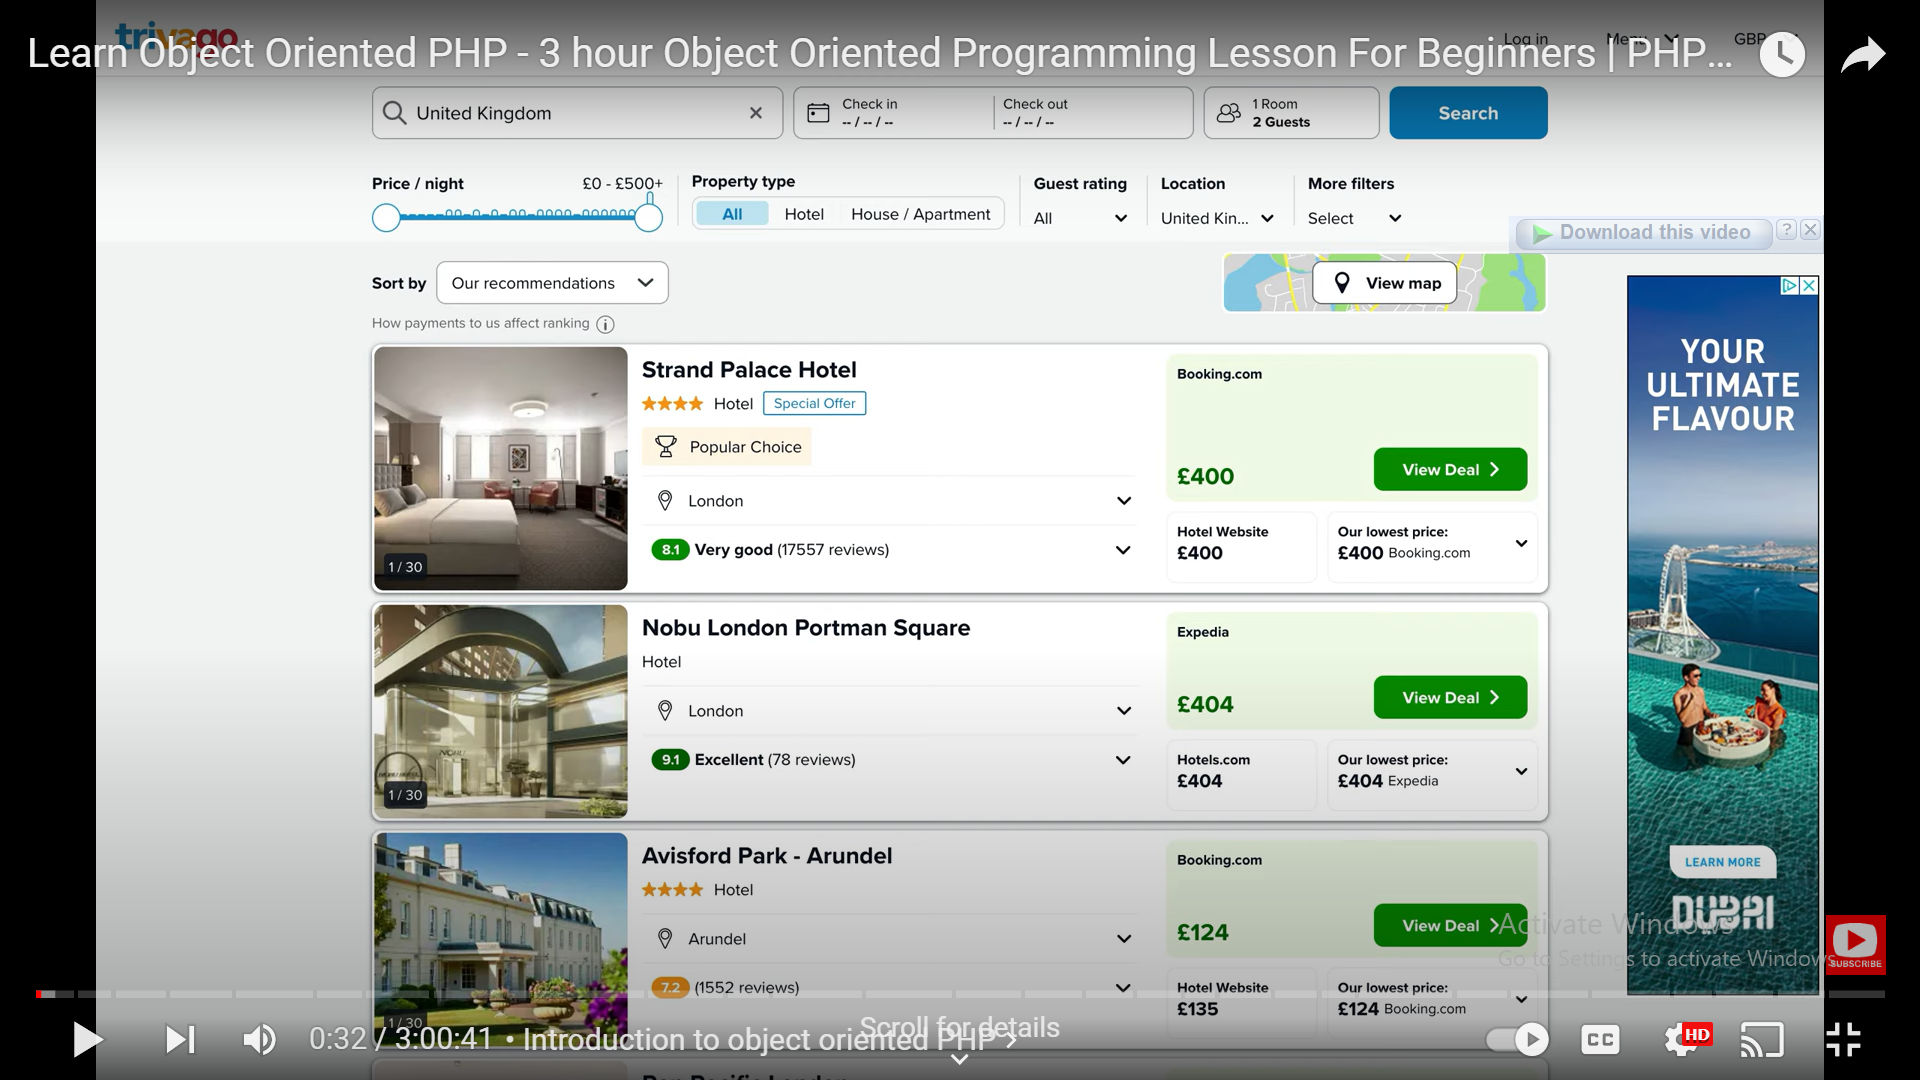 trivago
Log in
Menu
GBP
Learn Object Oriented PHP - 3 hour Object Oriented Programming Lesson For Beginners | PHP...
United Kingdom
Check in
-- / -- / --
Check out
-- / -- / --
1 Room
2 Guests
Search
Price / night
£0 - £500+
Property type
All
Hotel
House / Apartment
Guest rating
All
Location
United Kin...
More filters
Select
Download this video
?
Sort by
Our recommendations
View map
How payments to us affect ranking
Strand Palace Hotel
Hotel
Special Offer
Popular Choice
London
8.1 Very good (17557 reviews)
1 / 30
Booking.com
£400
View Deal
Hotel Website
£400
Our lowest price:
£400 Booking.com
Nobu London Portman Square
Hotel
London
9.1 Excellent (78 reviews)
NOBU
1 / 30
Expedia
£404
View Deal
Hotels.com
£404
Our lowest price:
£404 Expedia
Avisford Park - Arundel
Hotel
Arundel
7.2 (1552 reviews)
1 / 30
Booking.com
£124
View Deal
Hotel Website
£135
Our lowest price:
£124 Booking.com
YOUR
ULTIMATE
FLAVOUR
LEARN MORE
DUBAI
Activate Windows
Go to Settings to activate Windows.
SUBSCRIBE
0:32 / 3:00:41 • Introduction to object oriented PHP
Scroll for details
CC
HD